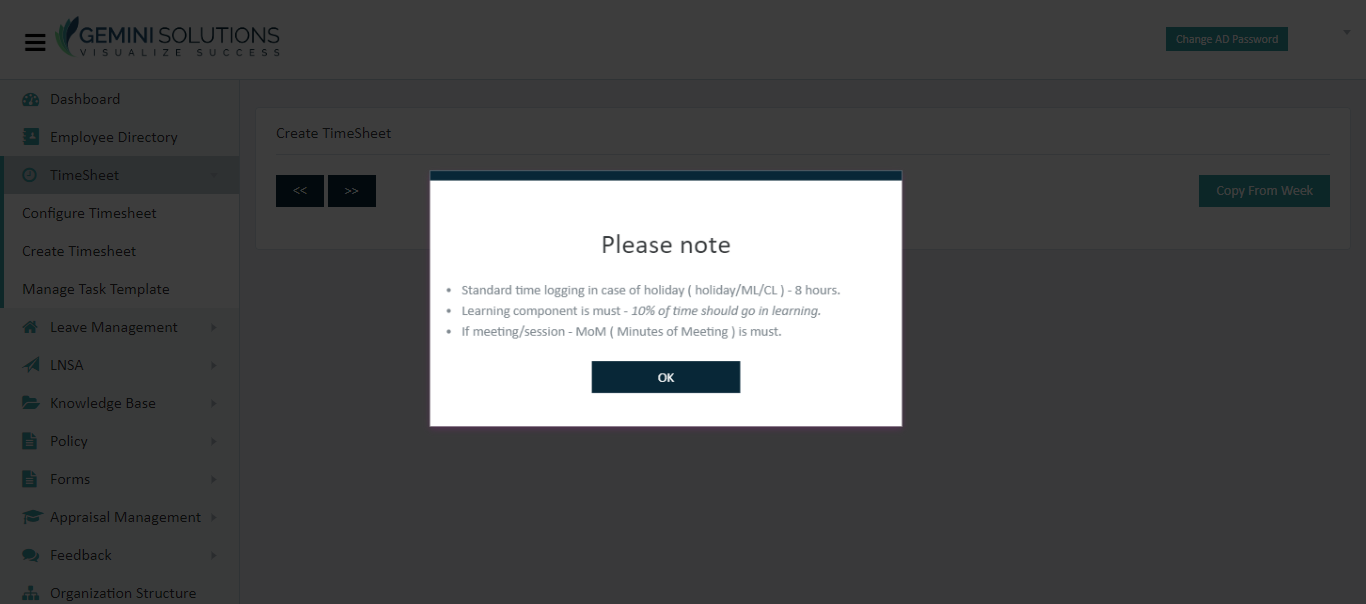 GEMINI SOLUTIONS
VISUALIZE SUCCESS
Change AD Password
Dashboard
Employee Directory
TimeSheet
Configure Timesheet
Create Timesheet
Manage Task Template
Leave Management
LNSA
Knowledge Base
Policy
Forms
Appraisal Management
Feedback
Organization Structure
Create TimeSheet
<< >>
Copy From Week
Please note
• Standard time logging in case of holiday ( holiday/ML/CL ) - 8 hours.
• Learning component is must - 10% of time should go in learning.
• If meeting/session - MoM ( Minutes of Meeting ) is must.
OK